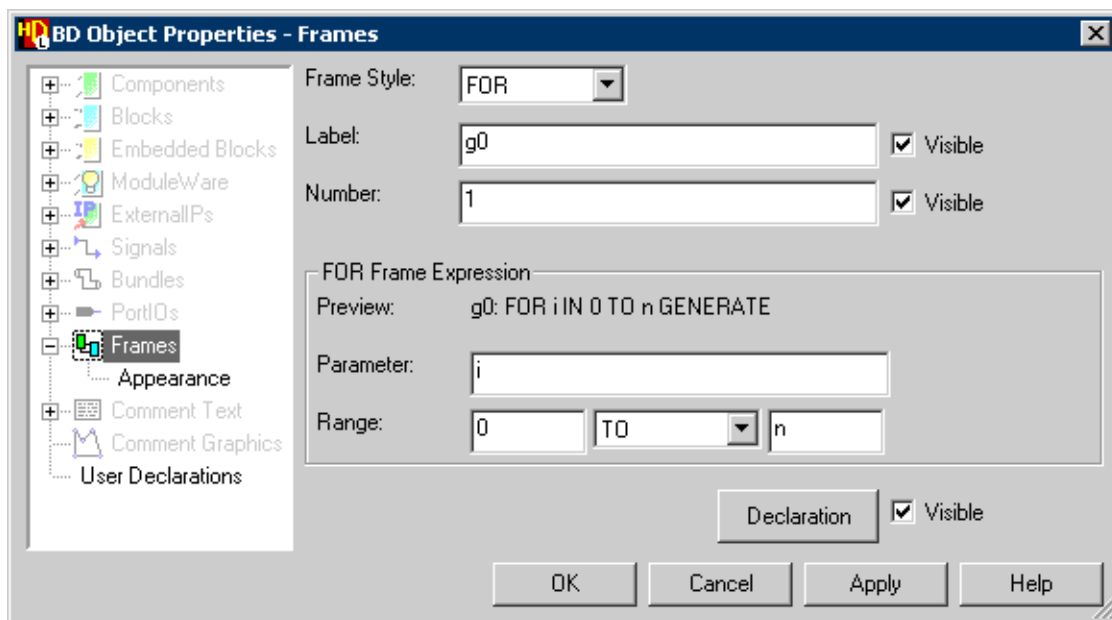 BD Object Properties - Frames
Components
Blocks
Embedded Blocks
ModuleWare
IP ExternalIPs
Signals
Bundles
PortIOs
Frames
Appearance
Comment Text
Comment Graphics
User Declarations
Frame Style: FOR
Label: g0 Visible
Number: 1 Visible
FOR Frame Expression
Preview: g0: FOR i IN 0 TO n GENERATE
Parameter: i
Range: 0 TO n
Declaration Visible
OK Cancel Apply Help